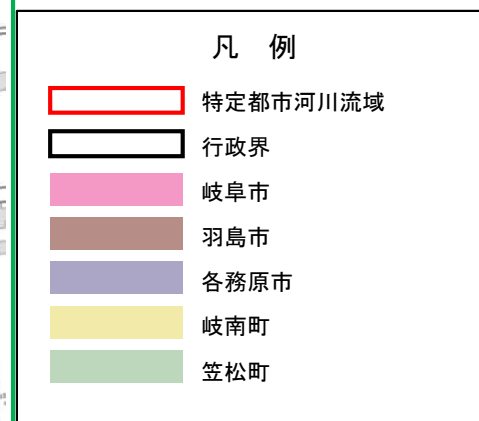 凡 例
特定都市河川流域
行政界
岐阜市
羽島市
各務原市
岐南町
笠松町